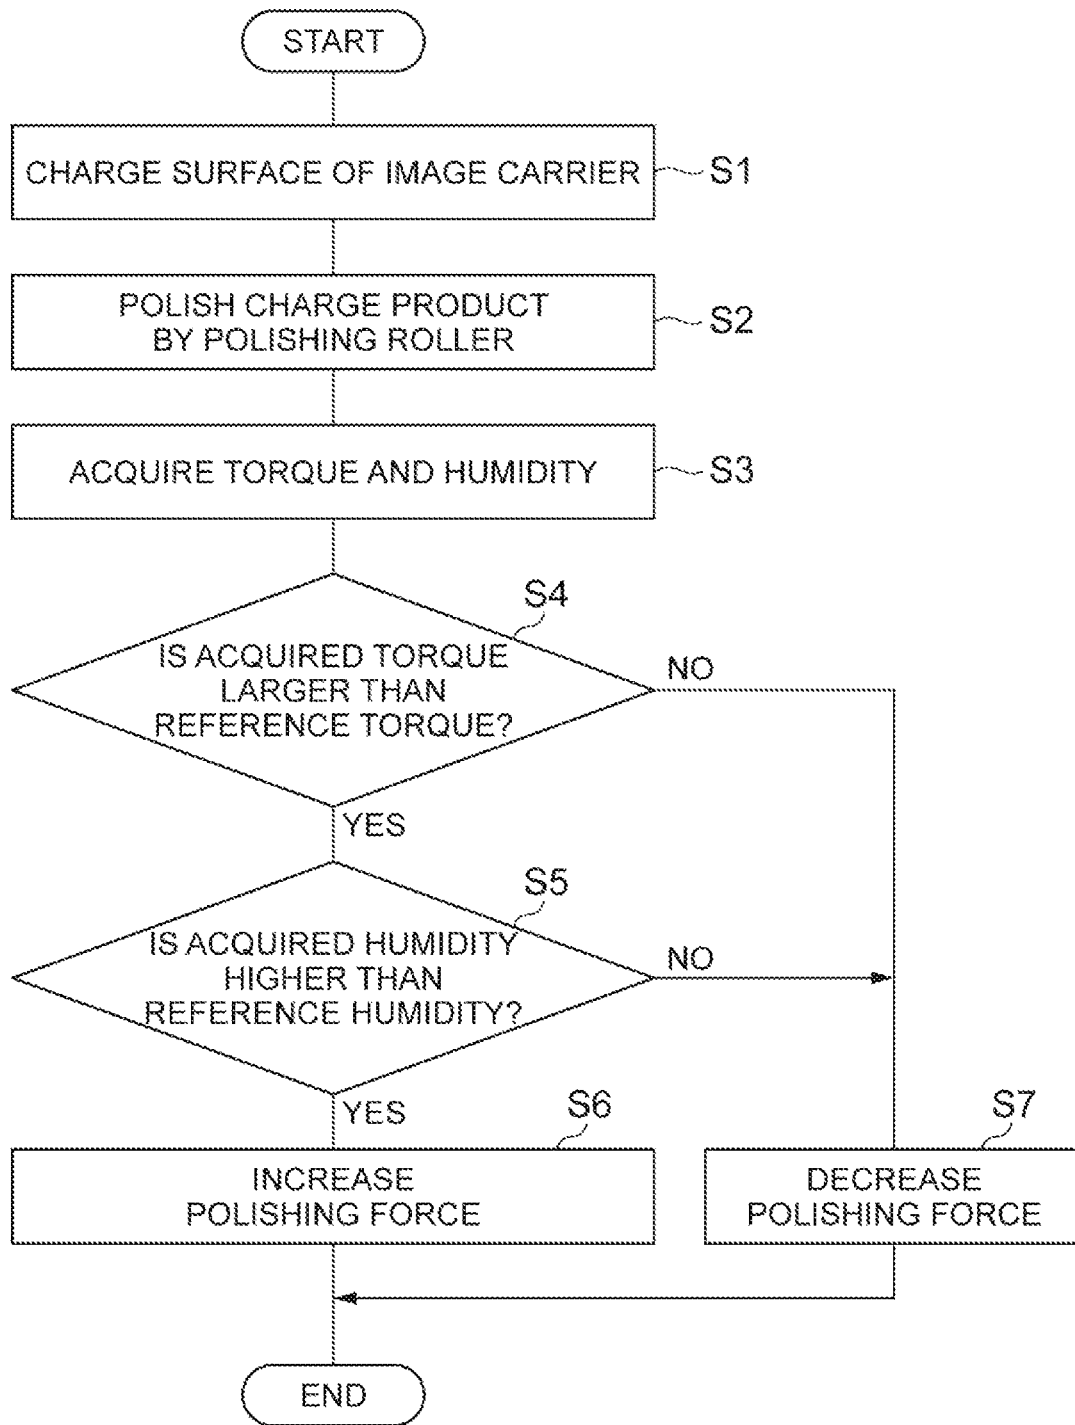 START
CHARGE SURFACE OF IMAGE CARRIER
S1
POLISH CHARGE PRODUCT
BY POLISHING ROLLER
S2
ACQUIRE TORQUE AND HUMIDITY
S3
S4
IS ACQUIRED TORQUE
LARGER THAN
REFERENCE TORQUE?
NO
YES
S5
IS ACQUIRED HUMIDITY
HIGHER THAN
REFERENCE HUMIDITY?
NO
YES
S6
INCREASE
POLISHING FORCE
S7
DECREASE
POLISHING FORCE
END